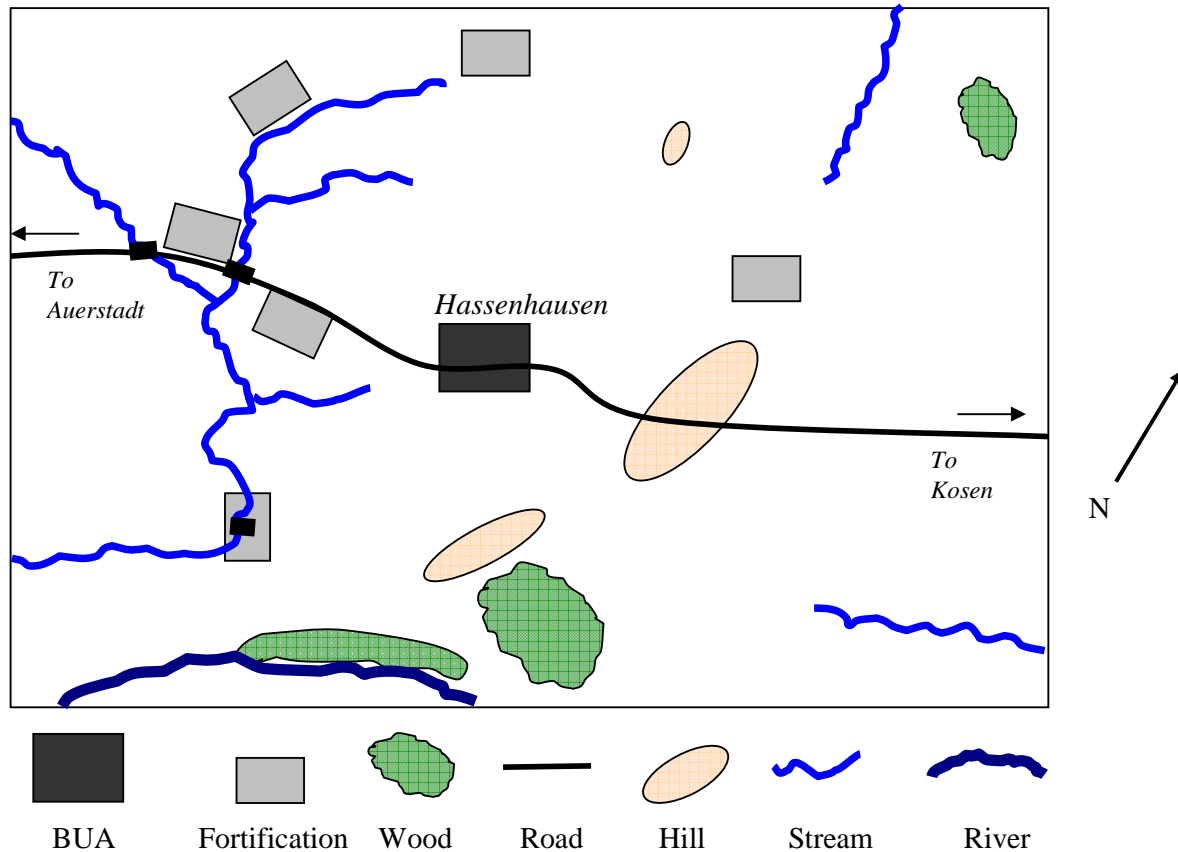 Hassenhausen
To
Auerstadt
To
Kosen
N
BUA
Fortification
Wood
Road
Hill
Stream
River